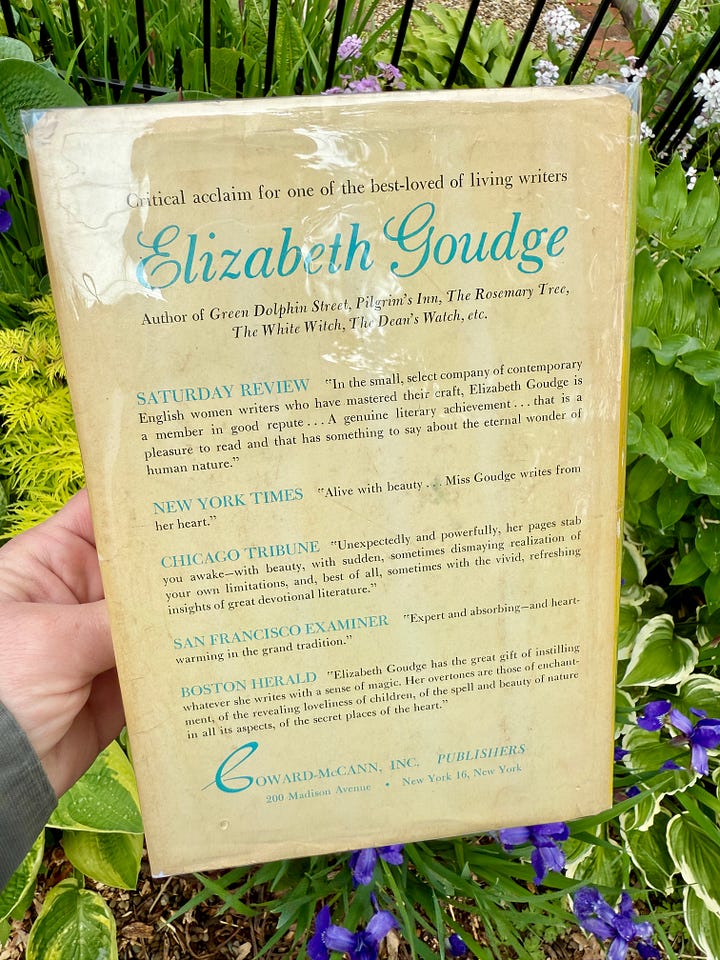 Critical acclaim for one of the best-loved of living writers
Elizabeth Goudge
Author of Green Dolphin Street, Pilgrim's Inn, The Rosemary Tree,
The White Witch, The Dean's Watch, etc.
SATURDAY REVIEW "In the small, select company of contemporary
English women writers who have mastered their craft, Elizabeth Goudge is
a member in good repute . . . A genuine literary achievement . . . that is a
pleasure to read and that has something to say about the eternal wonder of
human nature."
NEW YORK TIMES "Alive with beauty . . . Miss Goudge writes from
her heart."
CHICAGO TRIBUNE "Unexpectedly and powerfully, her pages stab
you awake—with beauty, with sudden, sometimes dismaying realization of
your own limitations, and, best of all, sometimes with the vivid, refreshing
insights of great devotional literature."
SAN FRANCISCO EXAMINER "Expert and absorbing—and heart-
warming in the grand tradition."
BOSTON HERALD "Elizabeth Goudge has the great gift of instilling
whatever she writes with a sense of magic. Her overtones are those of enchant-
ment, of the revealing loveliness of children, of the spell and beauty of nature
in all its aspects, of the secret places of the heart."
COWARD-McCANN, INC. PUBLISHERS
200 Madison Avenue • New York 16, New York